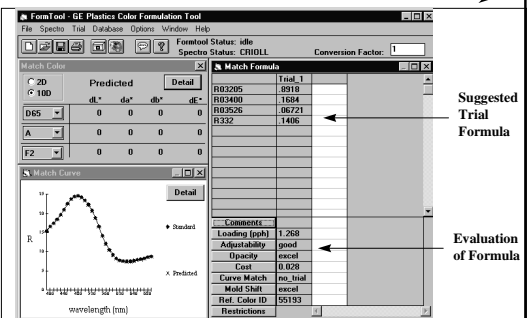 FormTool - GE Plastics Color Formulation Tool
File Spectro Trial Database Options Window Help
Formtool Status: idle
Spectro Status: CRIOLL
Conversion Factor: 1
Match Color
2D
10D
Predicted
Detail
dL* da* db* dE*
D65 0 0 0 0
A 0 0 0 0
F2 0 0 0 0
Match Curve
Detail
Standard
Predicted
R
wavelength (nm)
Match Formula
Trial_1
R03205 .8918
R03400 .1684
R03526 .06721
R332 .1406
Comments
Loading (pph) 1.268
Adjustability good
Opacity excel
Cost 0.028
Curve Match no_trial
Mold Shift excel
Ref. Color ID 55193
Restrictions
Suggested
Trial
Formula
Evaluation
of Formula